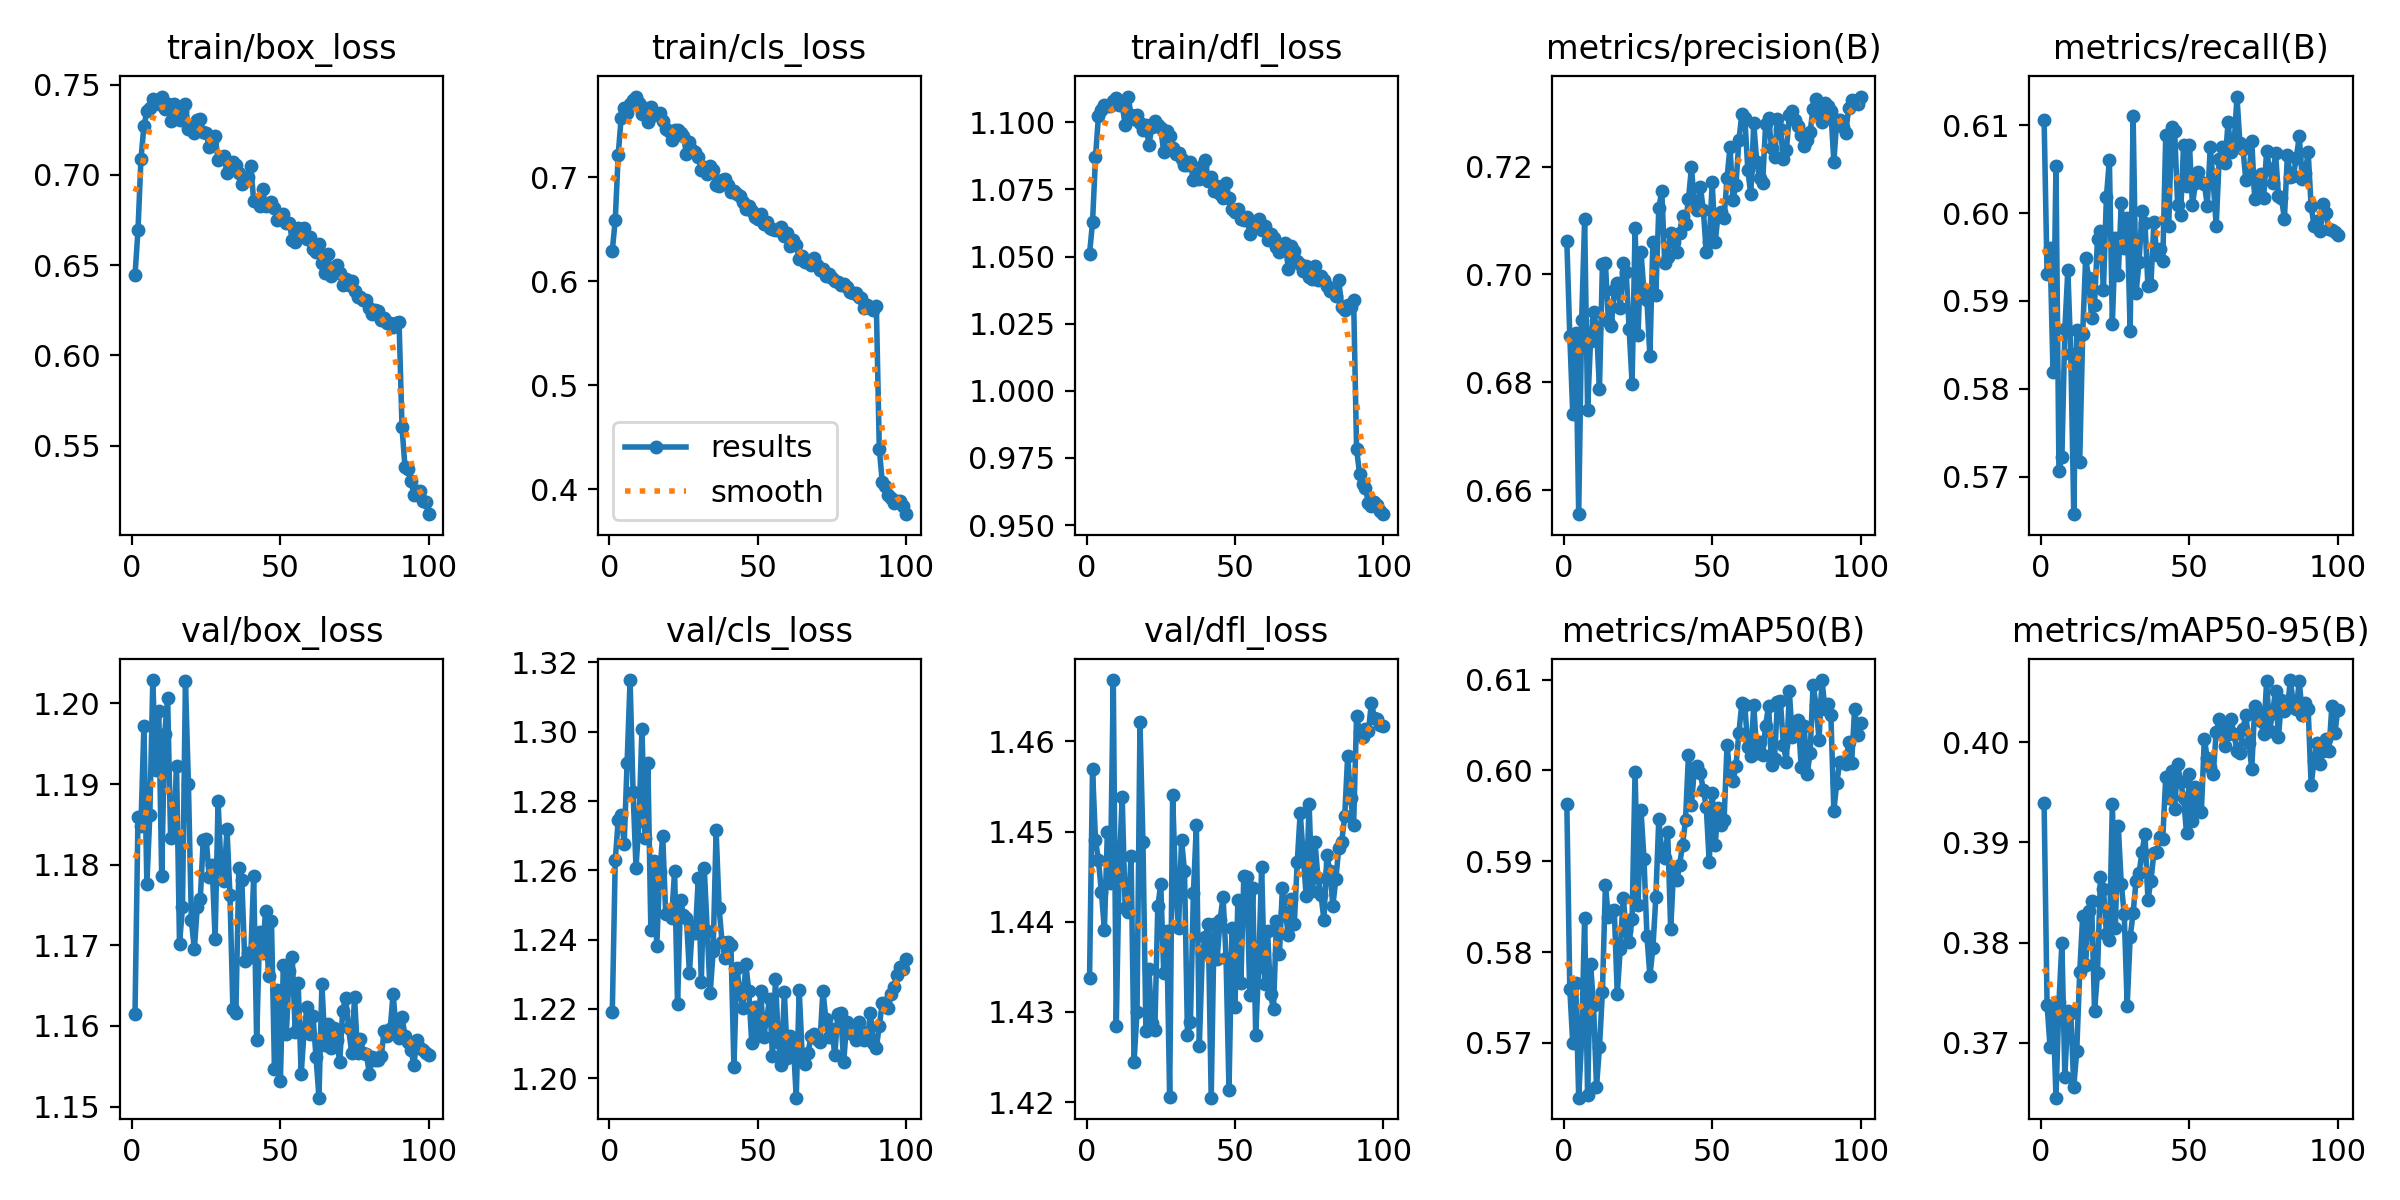 train/box_loss
0.75
0.70
0.65
0.60
0.55
0 50 100
train/cls_loss
0.7
0.6
0.5
0.4
results
smooth
0 50 100
train/dfl_loss
1.100
1.075
1.050
1.025
1.000
0.975
0.950
0 50 100
metrics/precision(B)
0.72
0.70
0.68
0.66
0 50 100
metrics/recall(B)
0.61
0.60
0.59
0.58
0.57
0 50 100
val/box_loss
1.20
1.19
1.18
1.17
1.16
1.15
0 50 100
val/cls_loss
1.32
1.30
1.28
1.26
1.24
1.22
1.20
0 50 100
val/dfl_loss
1.46
1.45
1.44
1.43
1.42
0 50 100
metrics/mAP50(B)
0.61
0.60
0.59
0.58
0.57
0 50 100
metrics/mAP50-95(B)
0.40
0.39
0.38
0.37
0 50 100